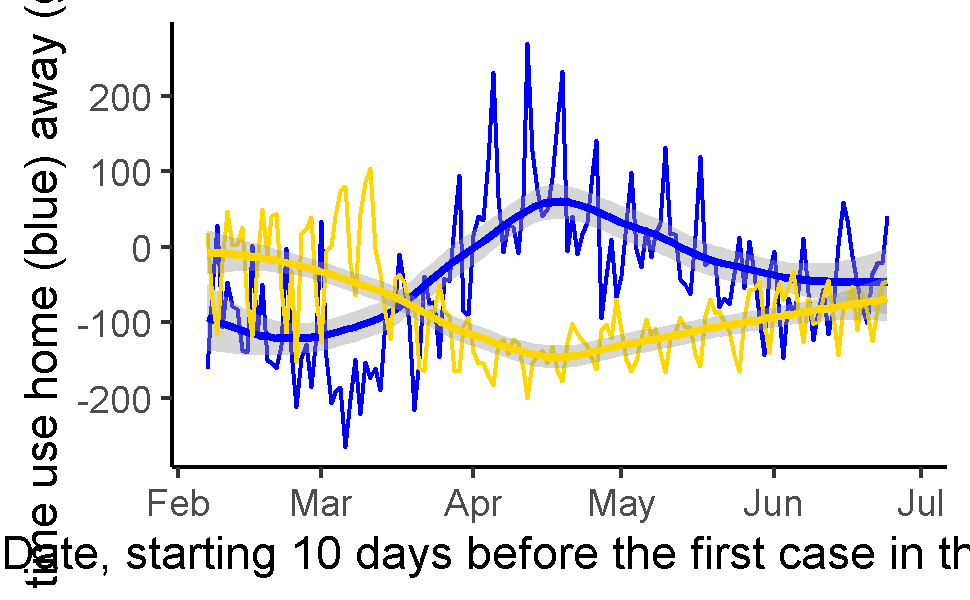 time use home (blue) away (
200
100
0
-100
-200
Feb Mar Apr May Jun Jul
Date, starting 10 days before the first case in th